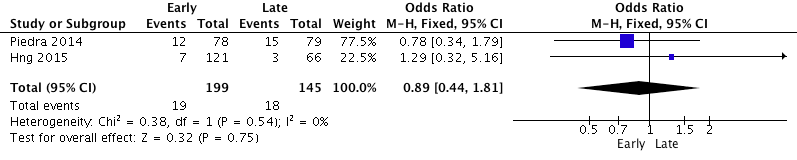 Early Late Odds Ratio Odds Ratio
Study or Subgroup Events Total Events Total Weight M-H, Fixed, 95% CI M-H, Fixed, 95% CI
Piedra 2014 12 78 15 79 77.5% 0.78 [0.34, 1.79]
Hng 2015 7 121 3 66 22.5% 1.29 [0.32, 5.16]
Total (95% CI) 199 145 100.0% 0.89 [0.44, 1.81]
Total events 19 18
Heterogeneity: Chi² = 0.38, df = 1 (P = 0.54); I² = 0%
Test for overall effect: Z = 0.32 (P = 0.75)
0.5 0.7 1 1.5 2
Early Late